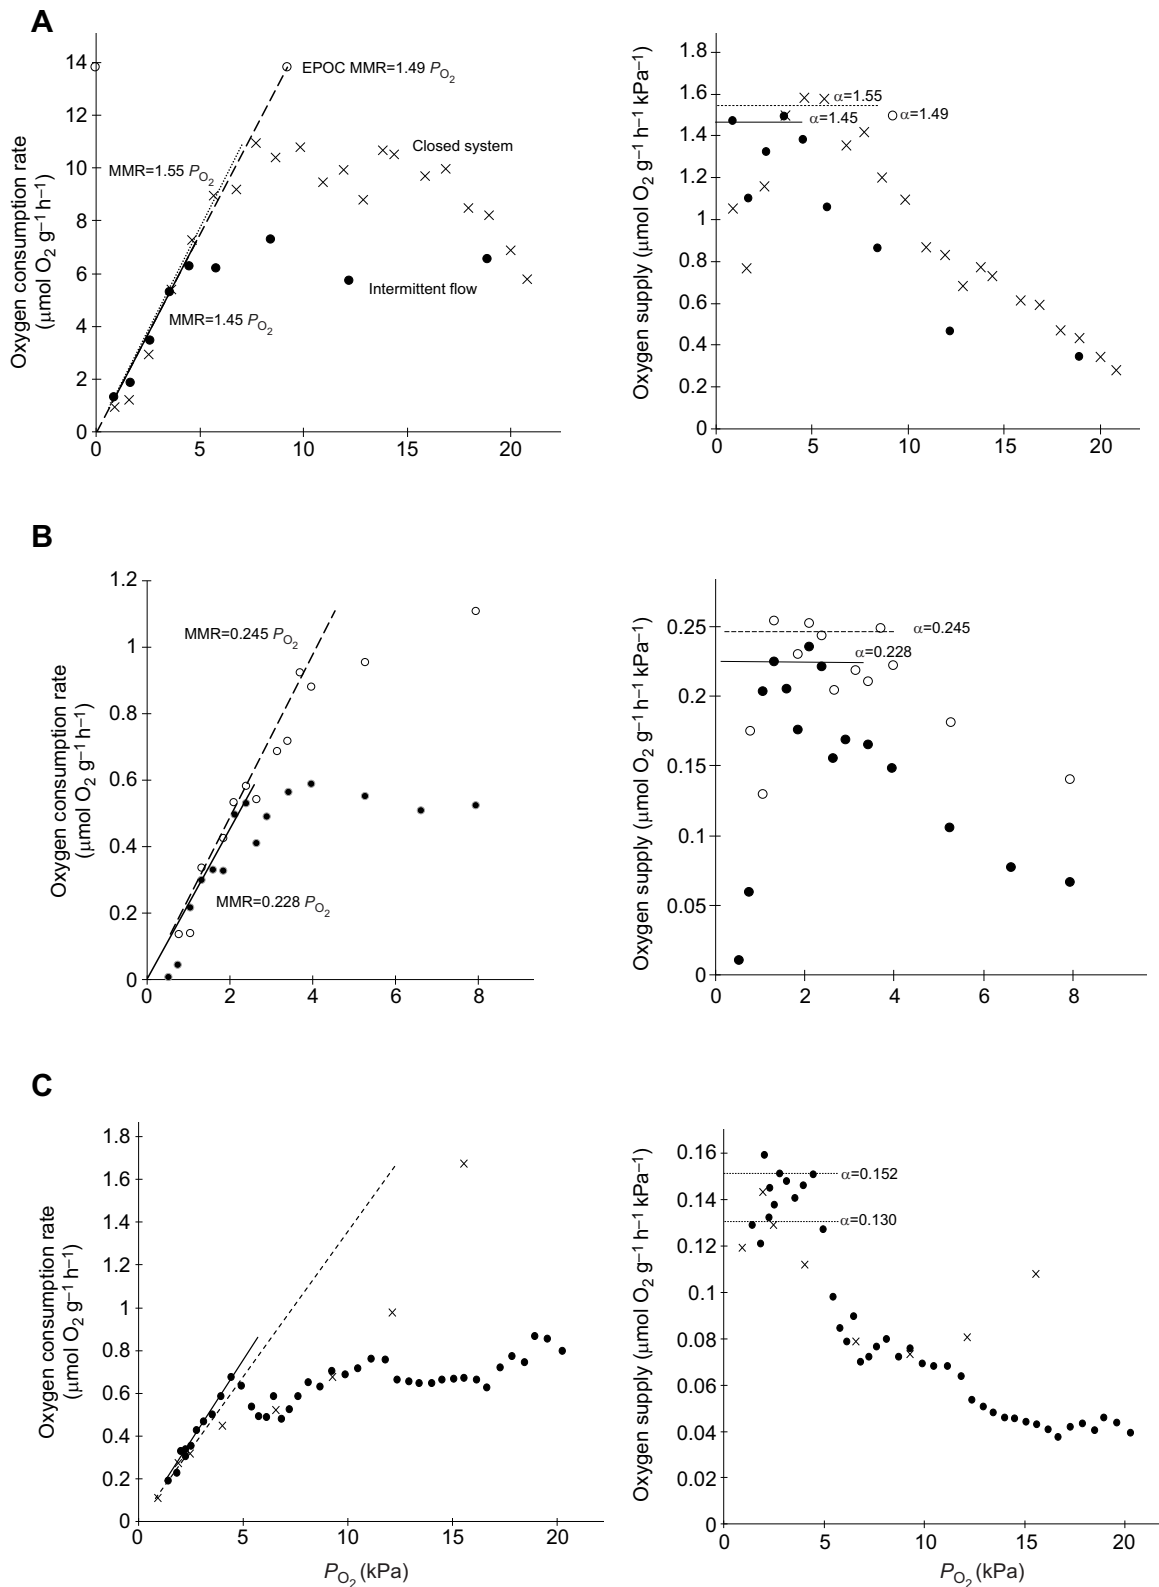 A
Oxygen consumption rate
(μmol O2 g–1 h–1)
14
12
10
8
6
4
2
0
0
5
10
15
20
EPOC MMR=1.49 PO2
Closed system
MMR=1.55 PO2
Intermittent flow
MMR=1.45 PO2
Oxygen supply (μmol O2 g–1 h–1 kPa–1)
1.8
1.6
1.4
1.2
1
0.8
0.6
0.4
0.2
0
0
5
10
15
20
α=1.55
α=1.45
α=1.49
B
Oxygen consumption rate
(μmol O2 g–1 h–1)
1.2
1
0.8
0.6
0.4
0.2
0
0
2
4
6
8
MMR=0.245 PO2
MMR=0.228 PO2
Oxygen supply (μmol O2 g–1 h–1 kPa–1)
0.25
0.2
0.15
0.1
0.05
0
0
2
4
6
8
α=0.245
α=0.228
C
Oxygen consumption rate
(μmol O2 g–1 h–1)
1.8
1.6
1.4
1.2
1
0.8
0.6
0.4
0.2
0
0
5
10
15
20
PO2 (kPa)
Oxygen supply (μmol O2 g–1 h–1 kPa–1)
0.16
0.14
0.12
0.1
0.08
0.06
0.04
0.02
0
0
5
10
15
20
α=0.152
α=0.130
PO2 (kPa)